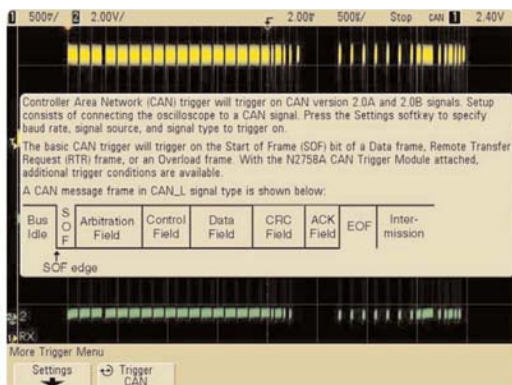 1 500▿/ 2 2.00V/ 2.00▿ 500▿/ Stop CAN 1 2.40V
Controller Area Network (CAN) trigger will trigger on CAN version 2.0A and 2.0B signals. Setup
consists of connecting the oscilloscope to a CAN signal. Press the Settings softkey to specify
baud rate, signal source, and signal type to trigger on.
The basic CAN trigger will trigger on the Start of Frame (SOF) bit of a Data frame, Remote Transfer
Request (RTR) frame, or an Overload frame. With the N2758A CAN Trigger Module attached,
additional trigger conditions are available.
A CAN message frame in CAN_L signal type is shown below:
Bus Idle
SOF
Arbitration Field
Control Field
Data Field
CRC Field
ACK Field
EOF
Inter-
mission
SOF edge
2
RX
More Trigger Menu
Settings
Trigger
CAN